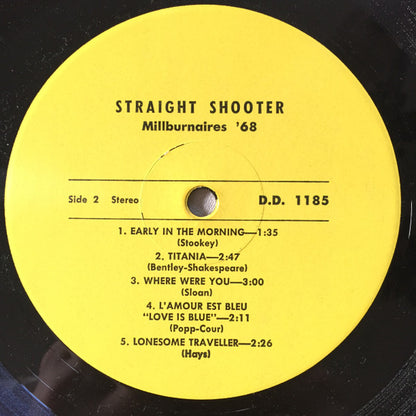 STRAIGHT SHOOTER
Millburnaires '68
Side 2 Stereo D.D. 1185
1. EARLY IN THE MORNING—1:35
(Stookey)
2. TITANIA—2:47
(Bentley-Shakespeare)
3. WHERE WERE YOU—3:00
(Sloan)
4. L'AMOUR EST BLEU
"LOVE IS BLUE"—2:11
(Popp-Cour)
5. LONESOME TRAVELLER—2:26
(Hays)